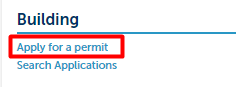 Building
Apply for a permit
Search Applications